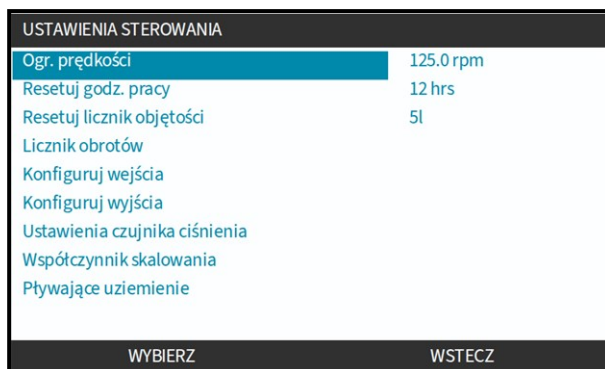 USTAWIENIA STEROWANIA
Ogr. prędkości 125.0 rpm
Resetuj godz. pracy 12 hrs
Resetuj licznik objętości 5l
Licznik obrotów
Konfiguruj wejścia
Konfiguruj wyjścia
Ustawienia czujnika ciśnienia
Współczynnik skalowania
Pływające uziemienie
WYBIERZ WSTECZ